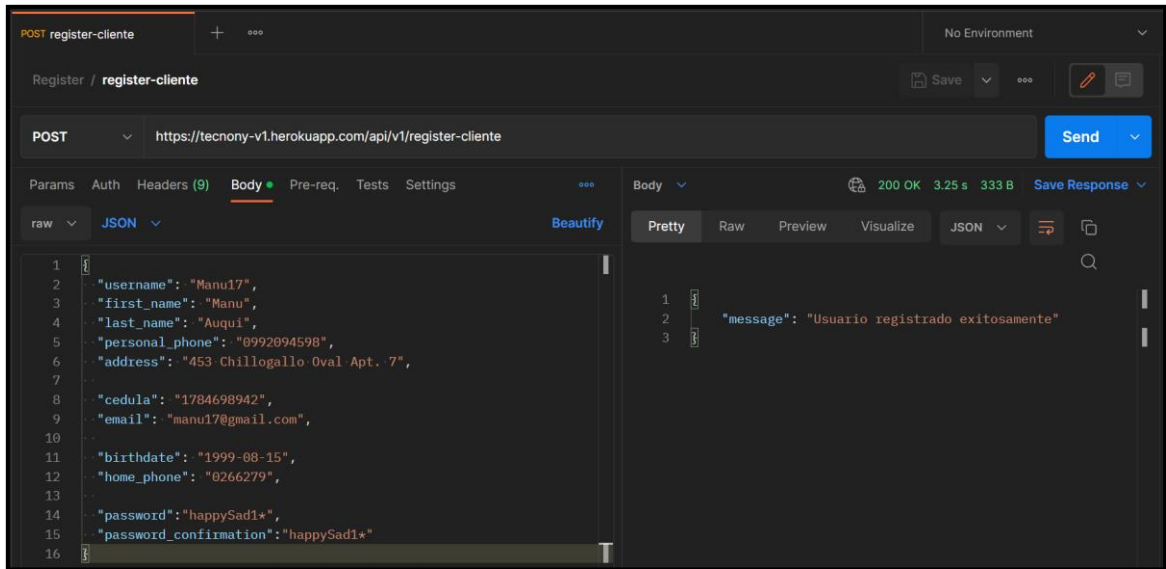 POST register-cliente + ooo No Environment
Register / register-cliente Save ooo
POST https://tecnony-v1.herokuapp.com/api/v1/register-cliente Send
Params Auth Headers (9) Body Pre-req. Tests Settings ooo
raw JSON Beautify
1 {
2 "username": "Manu17",
3 "first_name": "Manu",
4 "last_name": "Auqui",
5 "personal_phone": "0992094598",
6 "address": "453 Chillogallo Oval Apt. 7",
7
8 "cedula": "1784698942",
9 "email": "manu17@gmail.com",
10
11 "birthdate": "1999-08-15",
12 "home_phone": "0266279",
13
14 "password":"happySad1*",
15 "password_confirmation":"happySad1*"
16 }
Body 200 OK 3.25 s 333 B Save Response
Pretty Raw Preview Visualize JSON
1 {
2 "message": "Usuario registrado exitosamente"
3 }